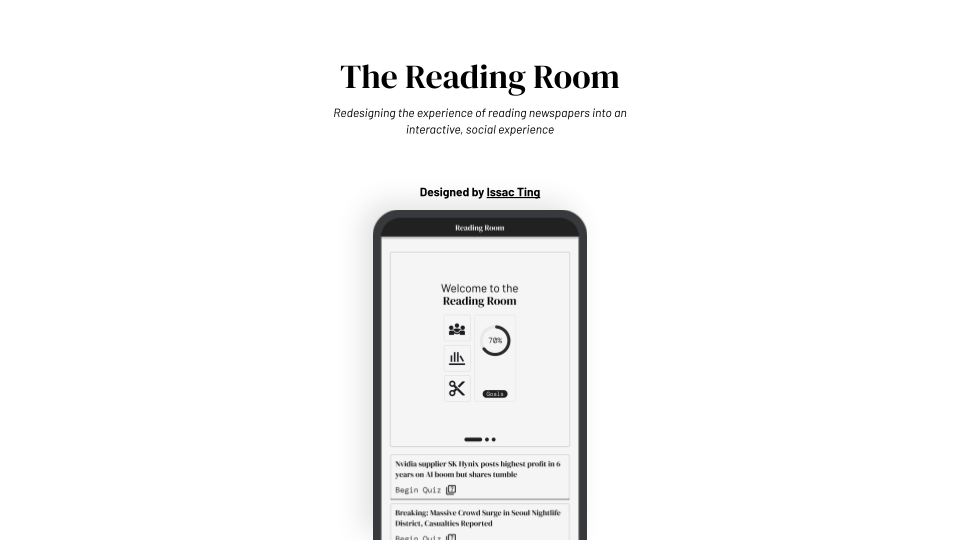 The Reading Room
Redesigning the experience of reading newspapers into an
interactive, social experience
Designed by Issac Ting
Reading Room
Welcome to the
Reading Room
70%
Goals
Nvidia supplier SK Hynix posts highest profit in 6
years on AI boom but shares tumble
Begin Quiz
Breaking: Massive Crowd Surge in Seoul Nightlife
District, Casualties Reported
Begin Quiz